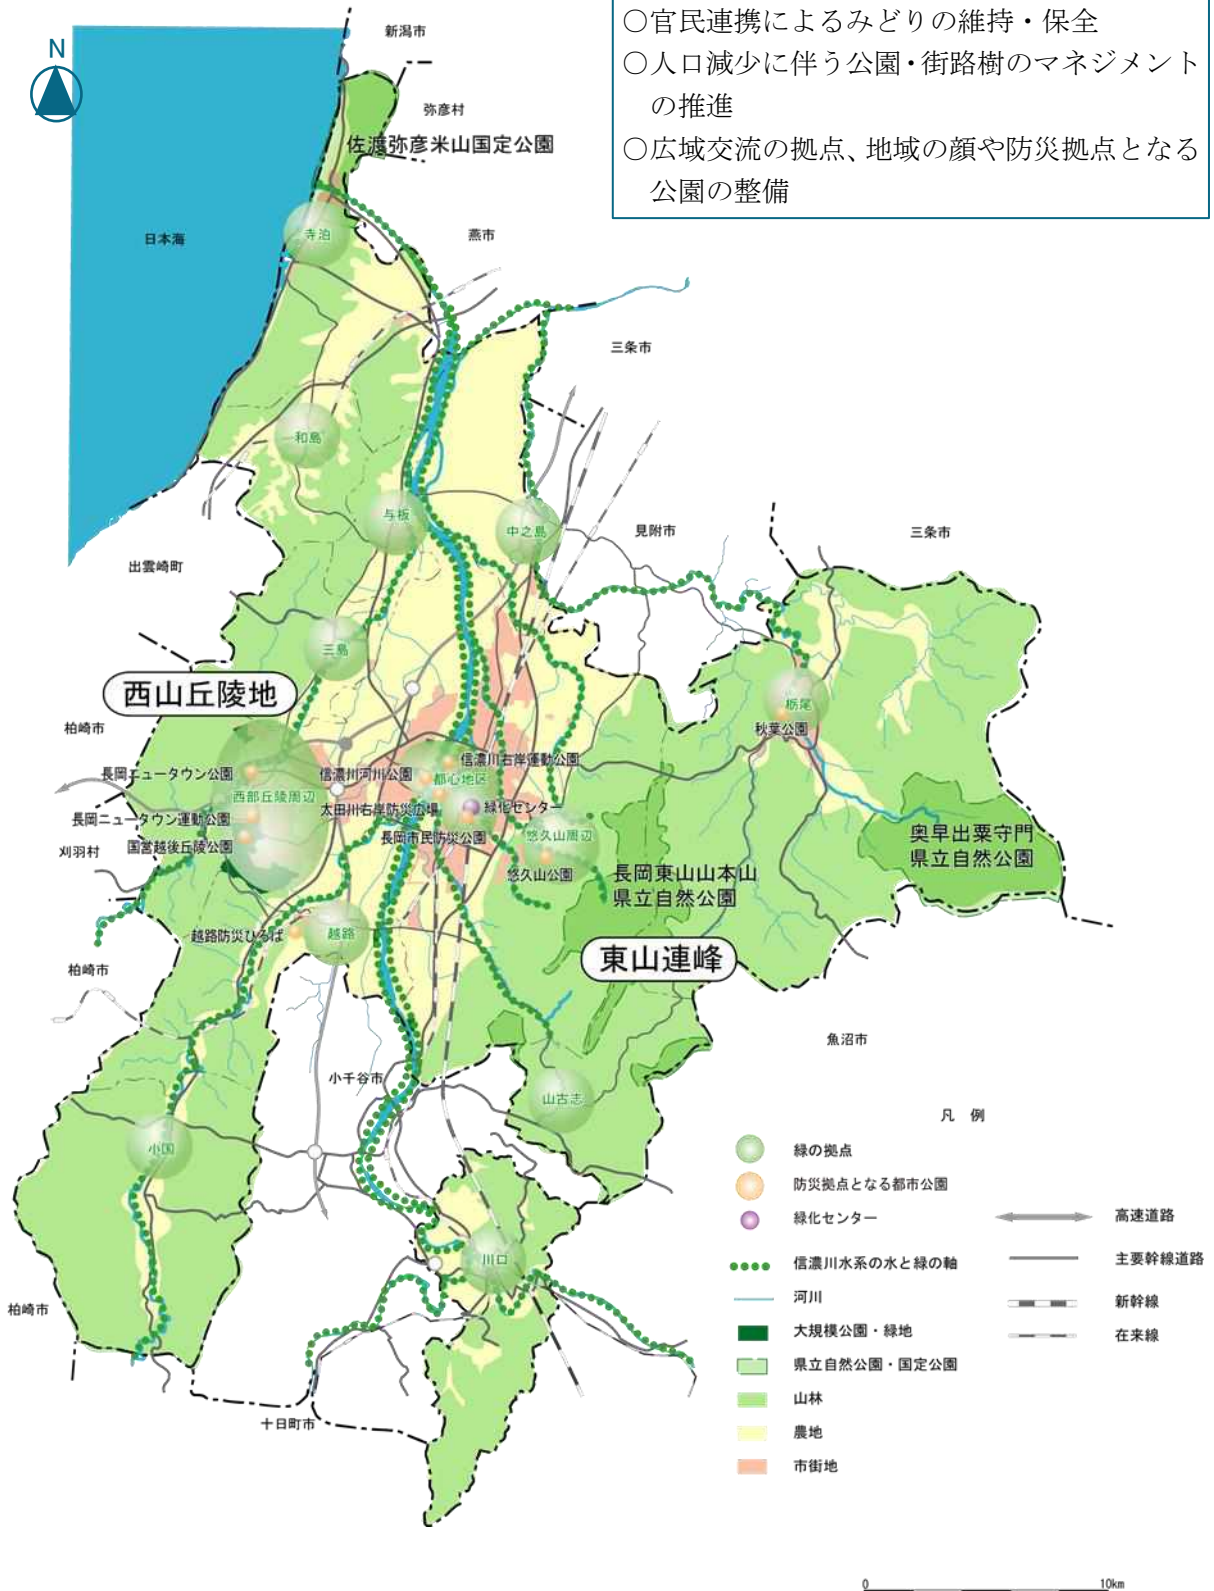 ○官民連携によるみどりの維持・保全
○人口減少に伴う公園・街路樹のマネジメント
の推進
○広域交流の拠点、地域の顔や防災拠点となる
公園の整備
N
新潟市
弥彦村
佐渡弥彦米山国定公園
日本海
寺泊
燕市
三条市
和島
与板
中之島
見附市
三条市
出雲崎町
三島
西山丘陵地
栃尾
秋葉公園
柏崎市
長岡ニュータウン公園
信濃川河川公園
信濃川右岸運動公園
都心地区
西部丘陵周辺
長岡ニュータウン運動公園
太田川右岸防災広場
緑化センター
国営越後丘陵公園
長岡市民防災公園
悠久山周辺
刈羽村
悠久山公園
長岡東山山本山
県立自然公園
奥早出粟守門
県立自然公園
越路防災ひろば
越路
東山連峰
柏崎市
魚沼市
小千谷市
山古志
小国
川口
柏崎市
十日町市
凡 例
緑の拠点
防災拠点となる都市公園
緑化センター
信濃川水系の水と緑の軸
河川
大規模公園・緑地
県立自然公園・国定公園
山林
農地
市街地
高速道路
主要幹線道路
新幹線
在来線
0 10km